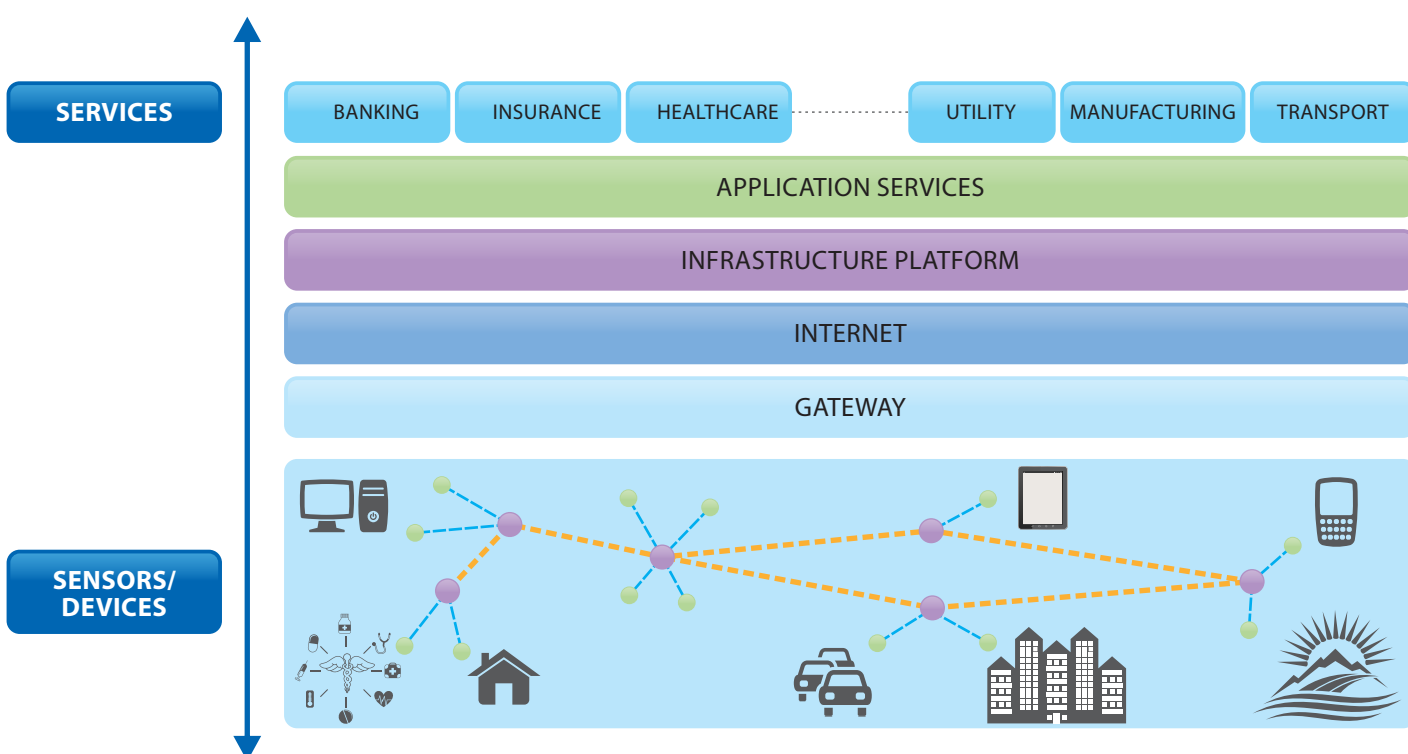 SERVICES
BANKING
INSURANCE
HEALTHCARE
UTILITY
MANUFACTURING
TRANSPORT
APPLICATION SERVICES
INFRASTRUCTURE PLATFORM
INTERNET
GATEWAY
SENSORS/
DEVICES